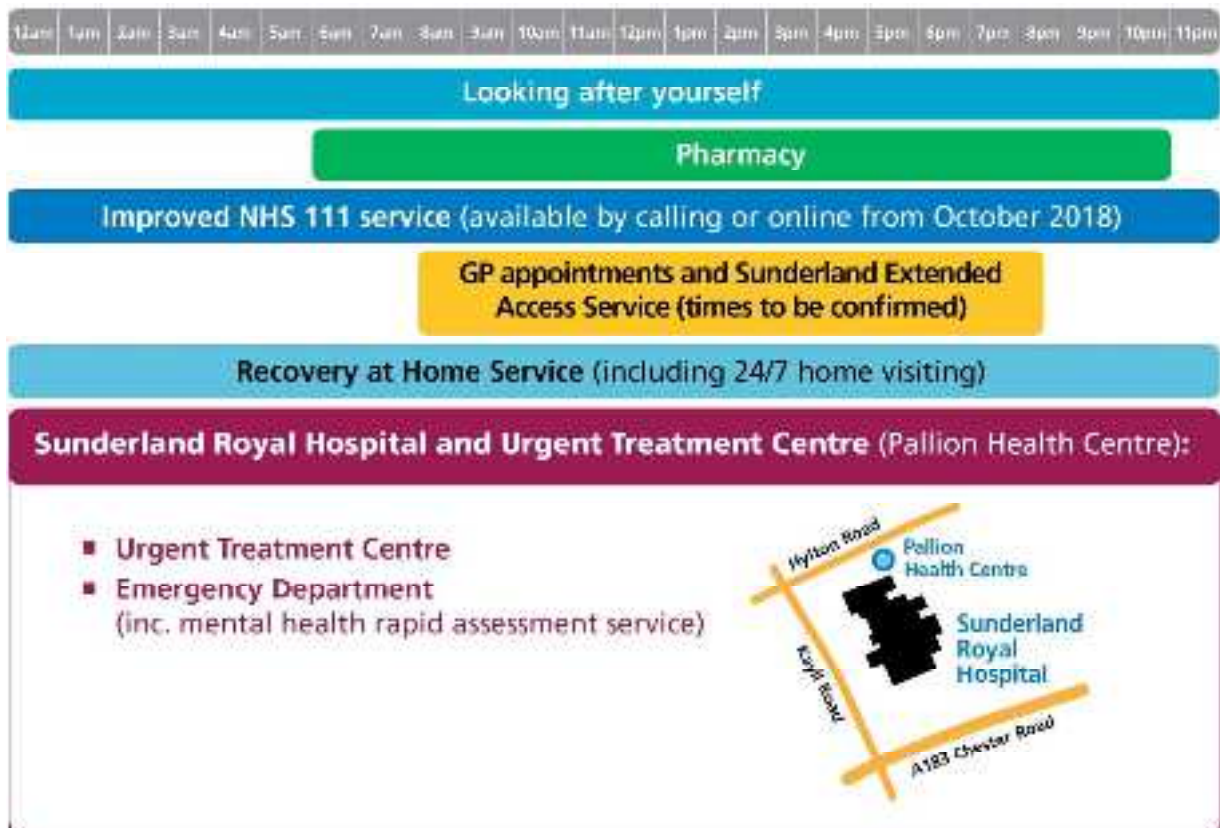 12am 1am 2am 3am 4am 5am 6am 7am 8am 9am 10am 11am 12pm 1pm 2pm 3pm 4pm 5pm 6pm 7pm 8pm 9pm 10pm 11pm
Looking after yourself
Pharmacy
Improved NHS 111 service (available by calling or online from October 2018)
GP appointments and Sunderland Extended
Access Service (times to be confirmed)
Recovery at Home Service (including 24/7 home visiting)
Sunderland Royal Hospital and Urgent Treatment Centre (Pallion Health Centre):
▪ Urgent Treatment Centre
▪ Emergency Department
(inc. mental health rapid assessment service)
Hylton Road
Pallion
Health Centre
Sunderland
Royal
Hospital
Kayll Road
A183 Chester Road